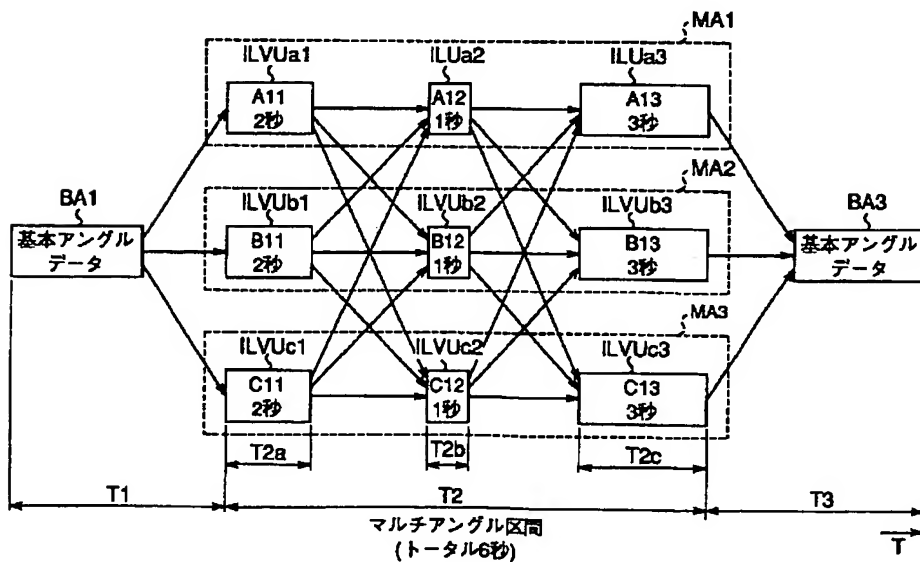 MA1
ILVUa1 ILUa2 ILUa3
A11
2秒
A12
1秒
A13
3秒
MA2
BA1
基本アングル
データ
ILVUb1 ILVUb2 ILVUb3
B11
2秒
B12
1秒
B13
3秒
BA3
基本アングル
データ
MA3
ILVUc1 ILVUc2 ILVUc3
C11
2秒
C12
1秒
C13
3秒
T2a T2b T2c
T1 T2 T3
マルチアングル区間
(トータル6秒)
T